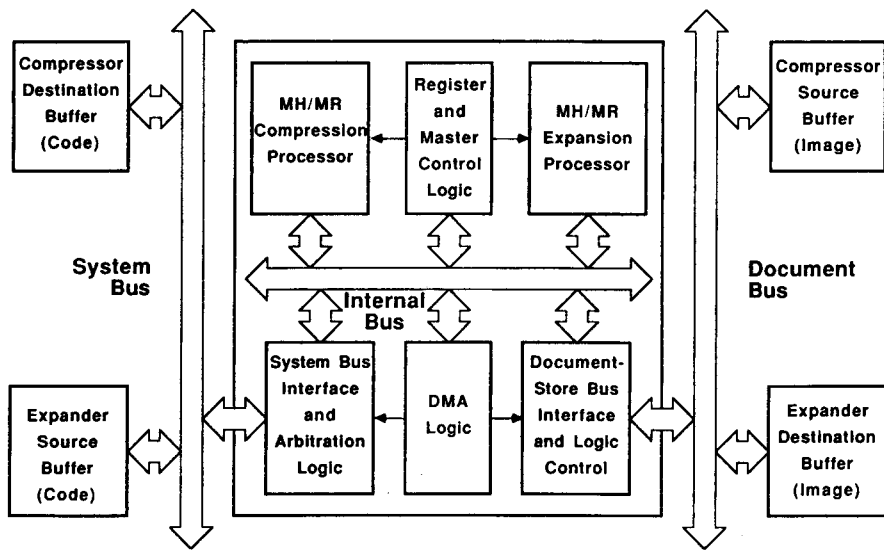 Compressor
Destination
Buffer
(Code)
MH/MR
Compression
Processor
Register
and
Master
Control
Logic
MH/MR
Expansion
Processor
Compressor
Source
Buffer
(Image)
System
Bus
Internal
Bus
Document
Bus
Expander
Source
Buffer
(Code)
System Bus
Interface
and
Arbitration
Logic
DMA
Logic
Document-
Store Bus
Interface
and Logic
Control
Expander
Destination
Buffer
(Image)